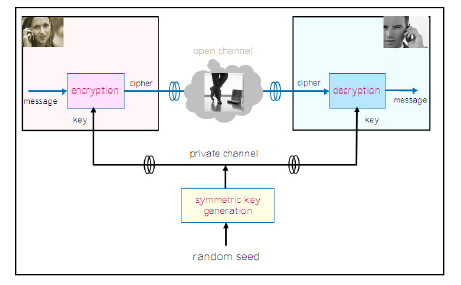 open channel
encryption
cipher
cipher
decryption
message
message
key
key
private channel
symmetric key
generation
random seed